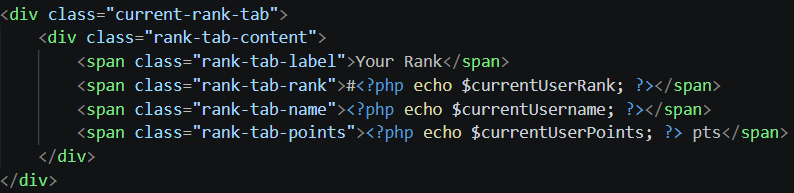 <div class="current-rank-tab">
    <div class="rank-tab-content">
        <span class="rank-tab-label">Your Rank</span>
        <span class="rank-tab-rank">#<?php echo $currentUserRank; ?></span>
        <span class="rank-tab-name"><?php echo $currentUsername; ?></span>
        <span class="rank-tab-points"><?php echo $currentUserPoints; ?> pts</span>
    </div>
</div>